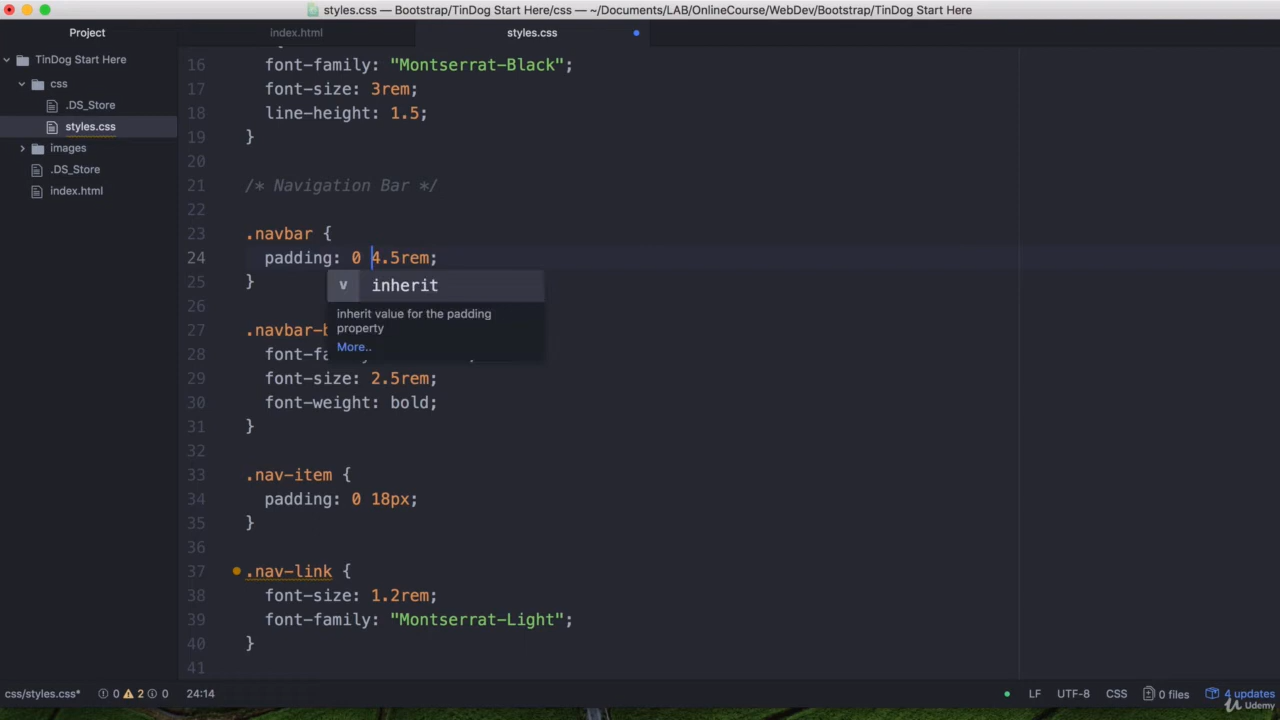 styles.css — Bootstrap/TinDog Start Here/css — ~/Documents/LAB/OnlineCourse/WebDev/Bootstrap/TinDog Start Here
Project
index.html
styles.css
TinDog Start Here
css
.DS_Store
styles.css
images
.DS_Store
index.html
16 font-family: "Montserrat-Black";
17 font-size: 3rem;
18 line-height: 1.5;
19 }
20
21 /* Navigation Bar */
22
23 .navbar {
24 padding: 0 4.5rem;
25 }
v inherit
inherit value for the padding
property
More..
26
27 .navbar-b
28 font-fa
29 font-size: 2.5rem;
30 font-weight: bold;
31 }
32
33 .nav-item {
34 padding: 0 18px;
35 }
36
37 .nav-link {
38 font-size: 1.2rem;
39 font-family: "Montserrat-Light";
40 }
41
css/styles.css* 0 2 0 24:14 LF UTF-8 CSS 0 files 4 updates
Udemy